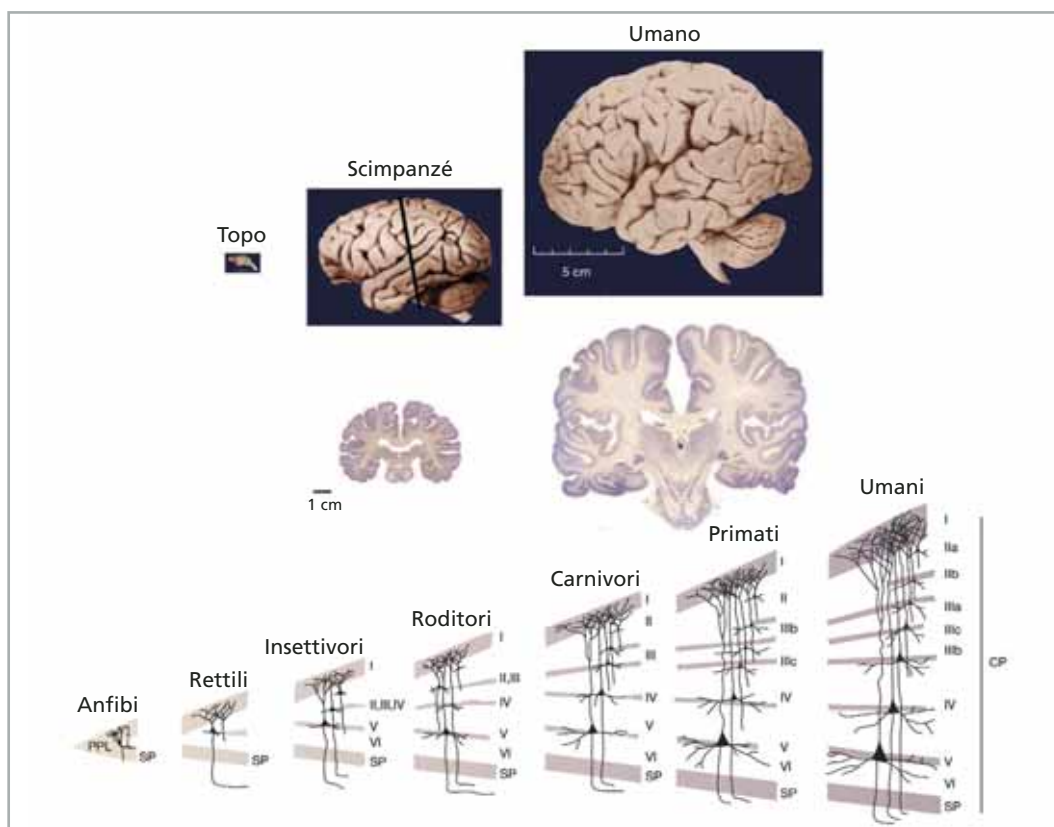 Umano
Scimpanzé
Topo
5 cm
1 cm
Umani
I
IIa
IIb
IIIa
IIIc
IIIb
IV
V
VI
SP
CP
Primati
I
II
IIIb
IIIc
IV
V
VI
SP
Carnivori
I
II
III
IV
V
VI
SP
Roditori
I
II,III
IV
V
VI
SP
Insettivori
I
II,III,IV
V
VI
SP
Rettili
SP
Anfibi
PPL
SP